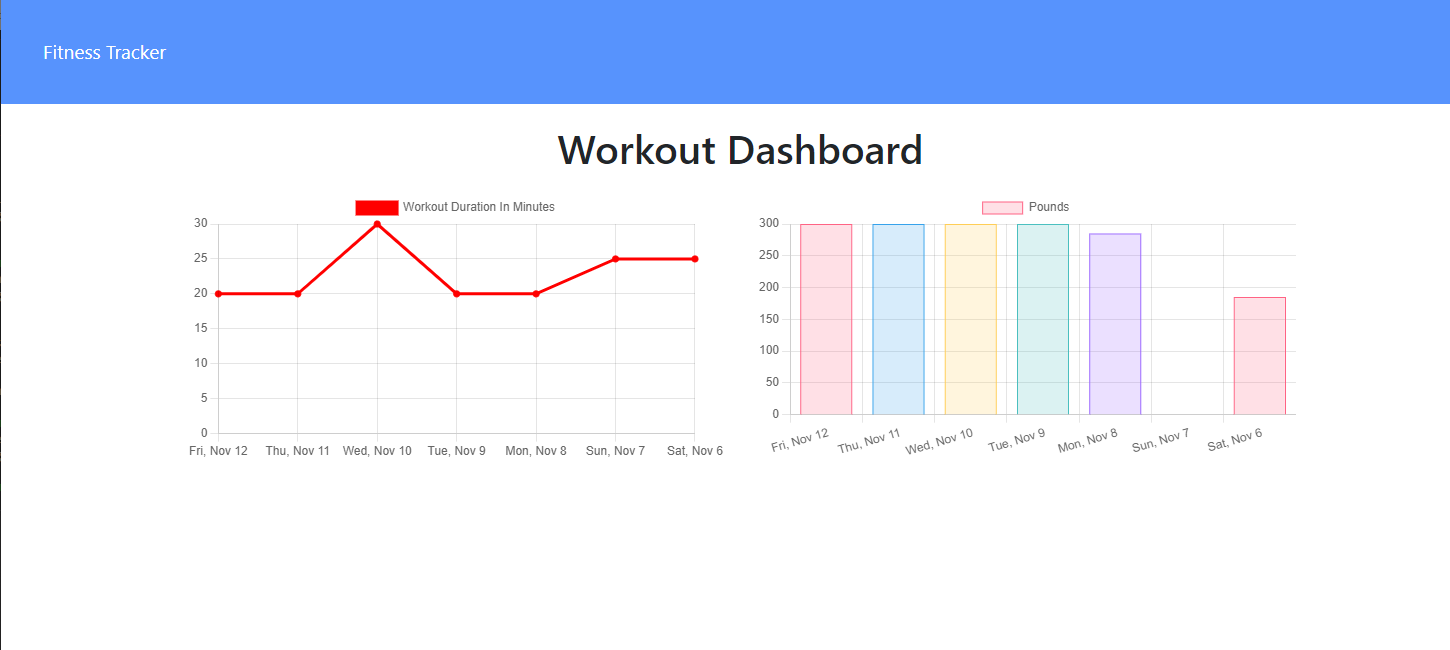 Fitness Tracker
Workout Dashboard
Workout Duration In Minutes
30
25
20
15
10
5
0
Fri, Nov 12 Thu, Nov 11 Wed, Nov 10 Tue, Nov 9 Mon, Nov 8 Sun, Nov 7 Sat, Nov 6
Pounds
300
250
200
150
100
50
0
Fri, Nov 12 Thu, Nov 11 Wed, Nov 10 Tue, Nov 9 Mon, Nov 8 Sun, Nov 7 Sat, Nov 6